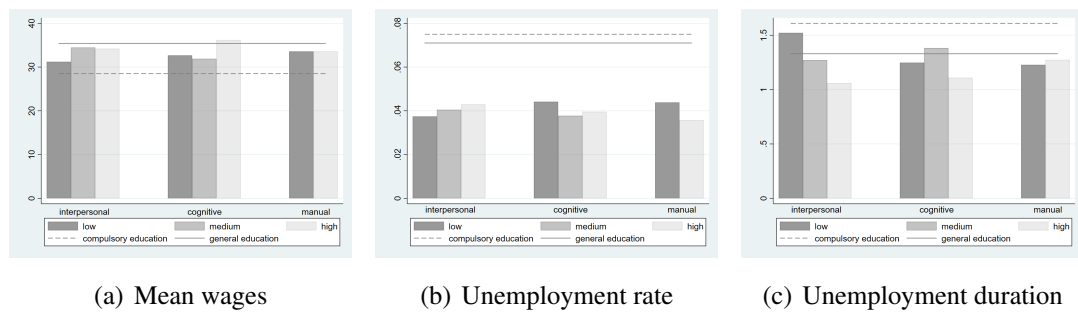 40
30
20
10
0
interpersonal cognitive manual
low medium high
compulsory education general education
(a) Mean wages
.08
.06
.04
.02
0
interpersonal cognitive manual
low medium high
compulsory education general education
(b) Unemployment rate
1.5
1
.5
0
interpersonal cognitive manual
low medium high
compulsory education general education
(c) Unemployment duration